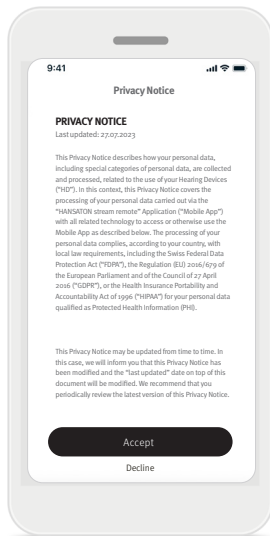 9:41
Privacy Notice
PRIVACY NOTICE
Last updated: 27.07.2023
This Privacy Notice describes how your personal data,
including special categories of personal data, are collected
and processed, related to the use of your Hearing Devices
("HD"). In this context, this Privacy Notice covers the
processing of your personal data carried out via the
"HANSATON stream remote" Application ("Mobile App")
with all related technology to access or otherwise use the
Mobile App as described below. The processing of your
personal data complies, according to your country, with
local law requirements, including the Swiss Federal Data
Protection Act ("FDPA"), the Regulation (EU) 2016/679 of
the European Parliament and of the Council of 27 April
2016 ("GDPR"), or the Health Insurance Portability and
Accountability Act of 1996 ("HIPAA") for your personal data
qualified as Protected Health Information (PHI).
This Privacy Notice may be updated from time to time. In
this case, we will inform you that this Privacy Notice has
been modified and the "last updated" date on top of this
document will be modified. We recommend that you
periodically review the latest version of this Privacy Notice.
Accept
Decline